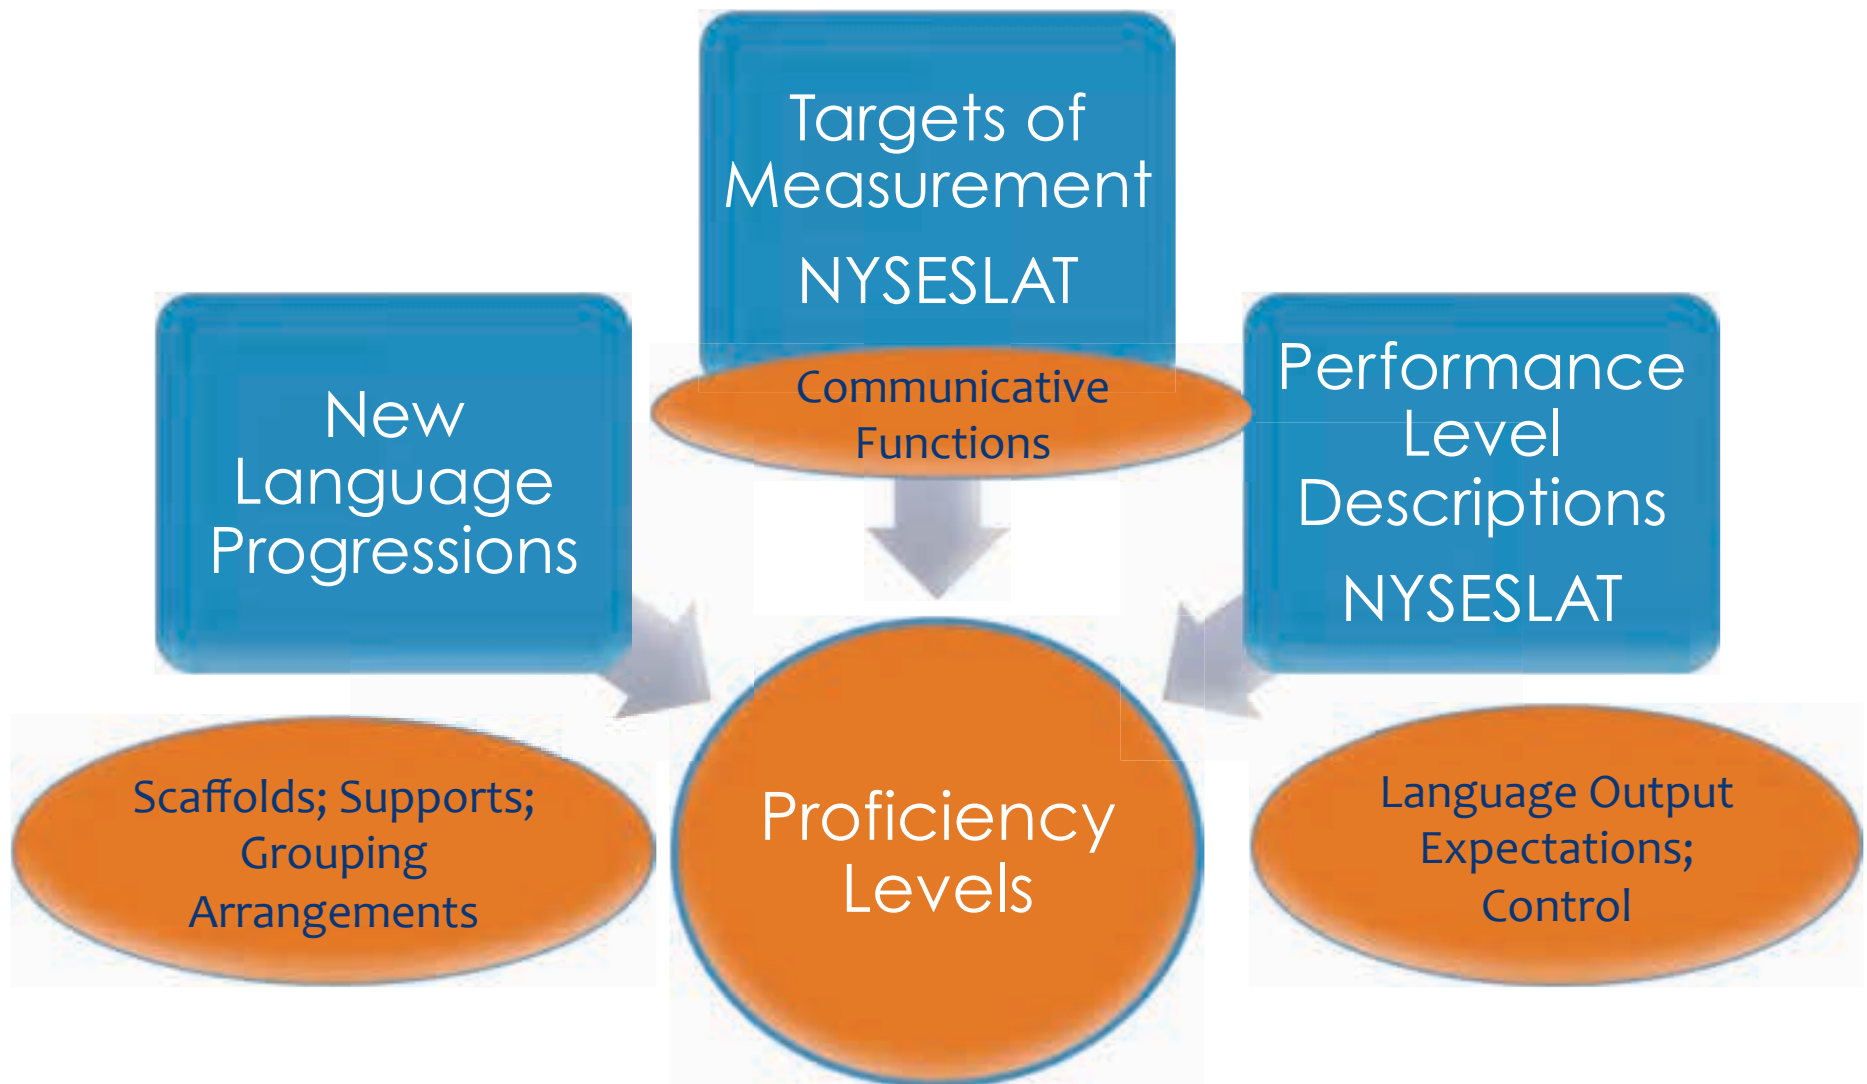 Targets of
Measurement
NYSESLAT
Communicative
Functions
New
Language
Progressions
Performance
Level
Descriptions
NYSESLAT
Scaffolds; Supports;
Grouping
Arrangements
Proficiency
Levels
Language Output
Expectations;
Control